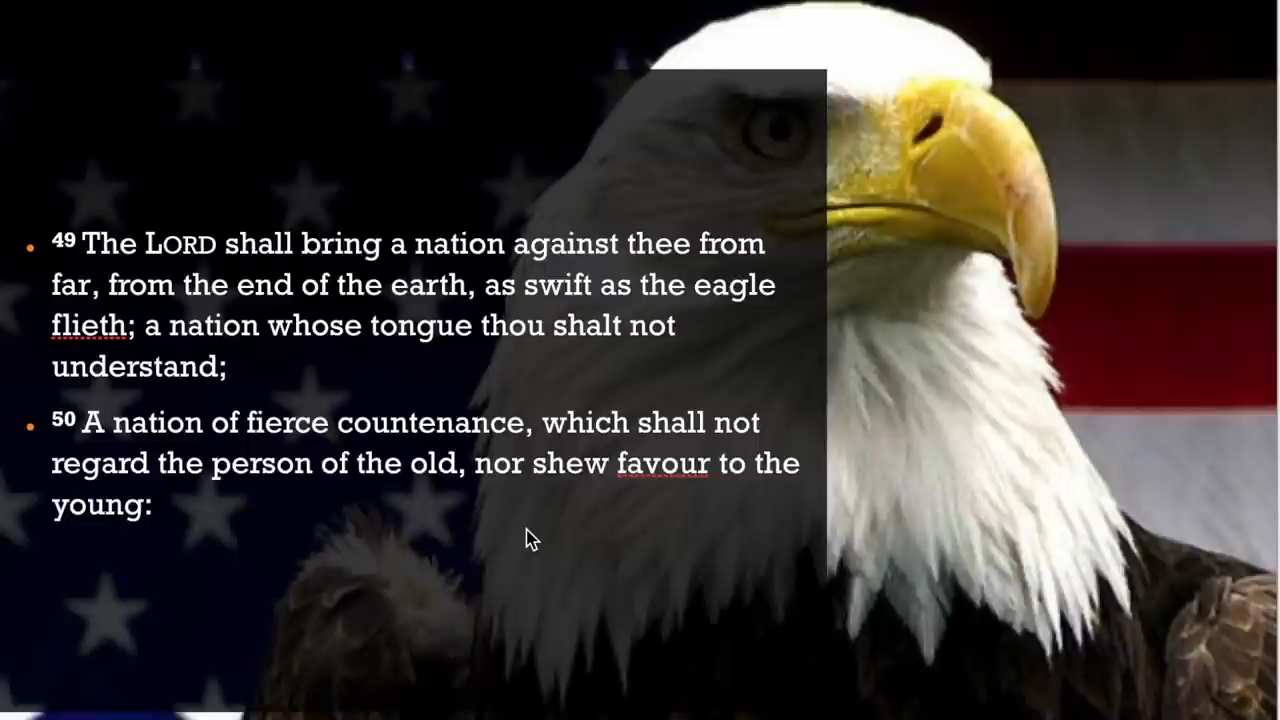 • 49 The LORD shall bring a nation against thee from
far, from the end of the earth, as swift as the eagle
flieth; a nation whose tongue thou shalt not
understand;
• 50 A nation of fierce countenance, which shall not
regard the person of the old, nor shew favour to the
young: